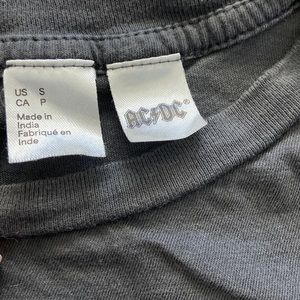 US S
CA P
Made in
India
Fabriqué en
Inde
AC⚡DC®